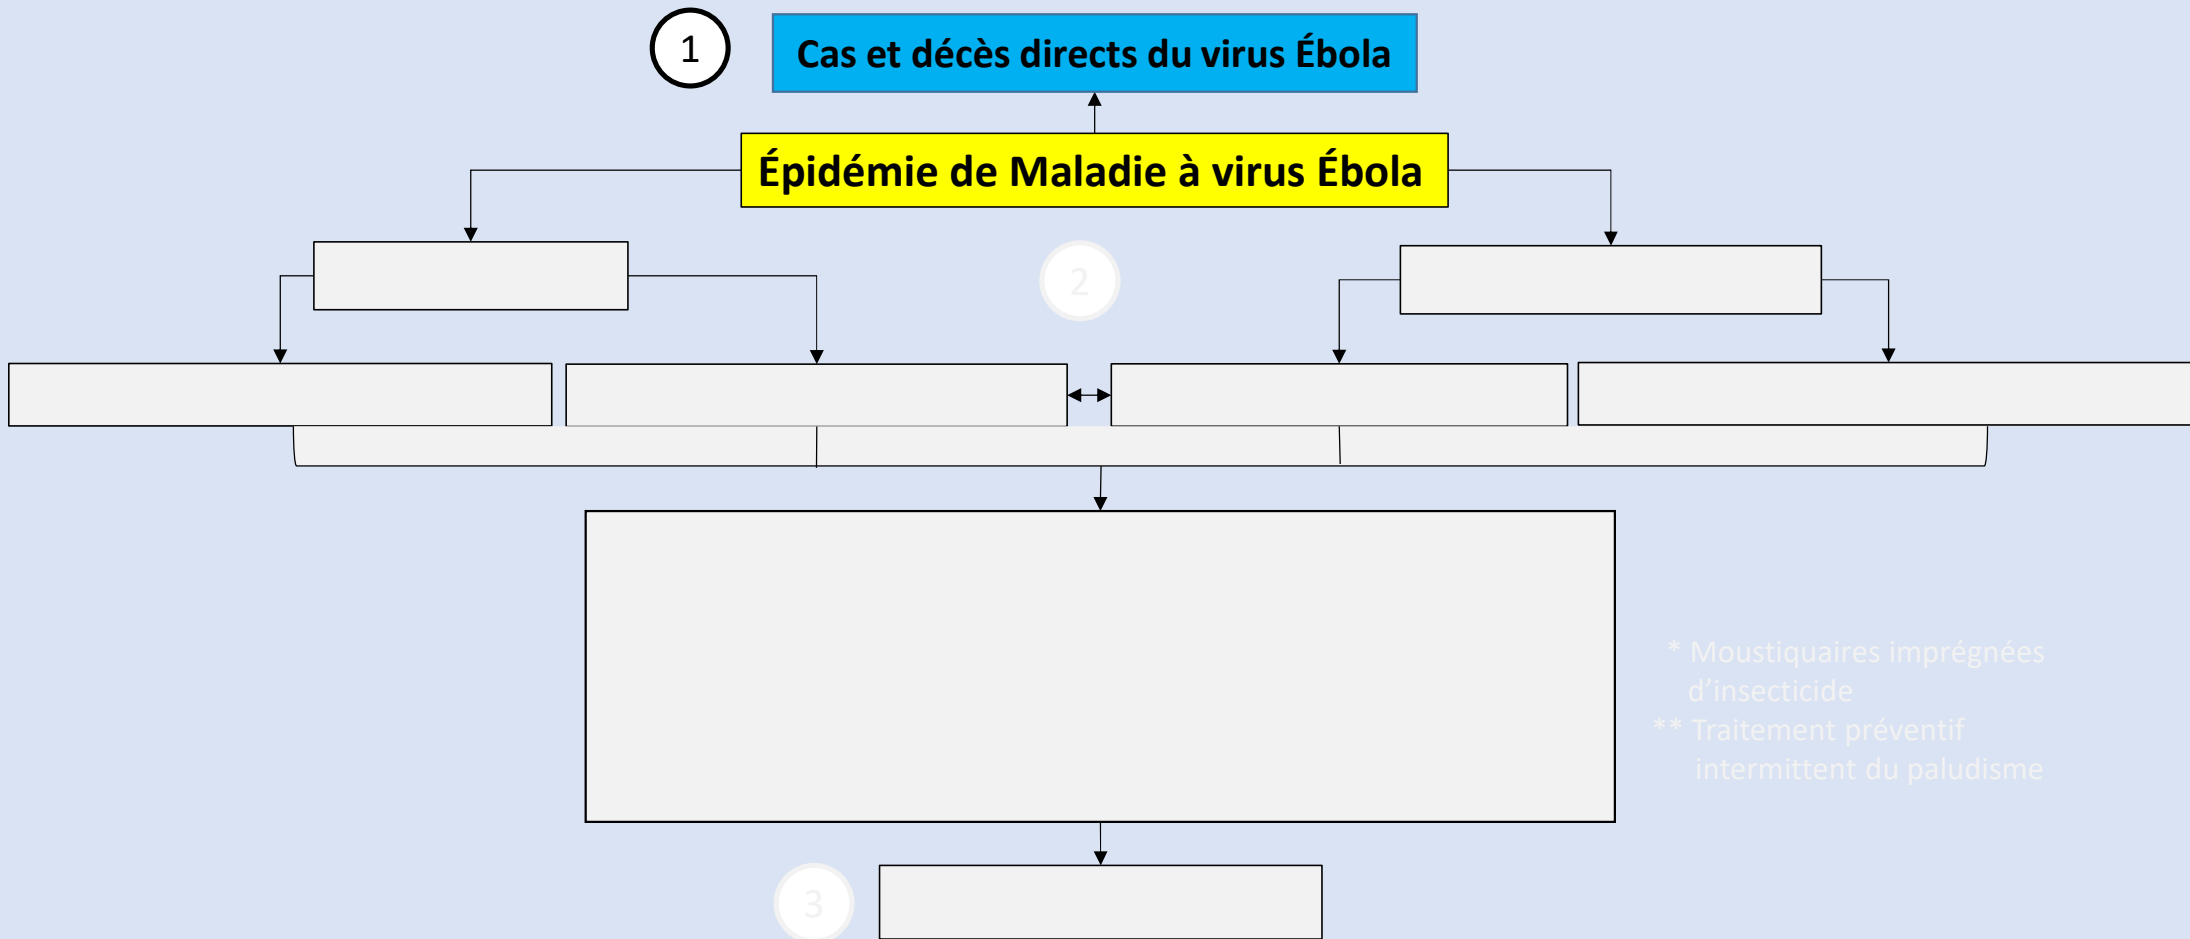 1
Cas et décès directs du virus Ébola
Épidémie de Maladie à virus Ébola
2
* Moustiquaires imprégnées
d’insecticide
** Traitement préventif
intermittent du paludisme
3